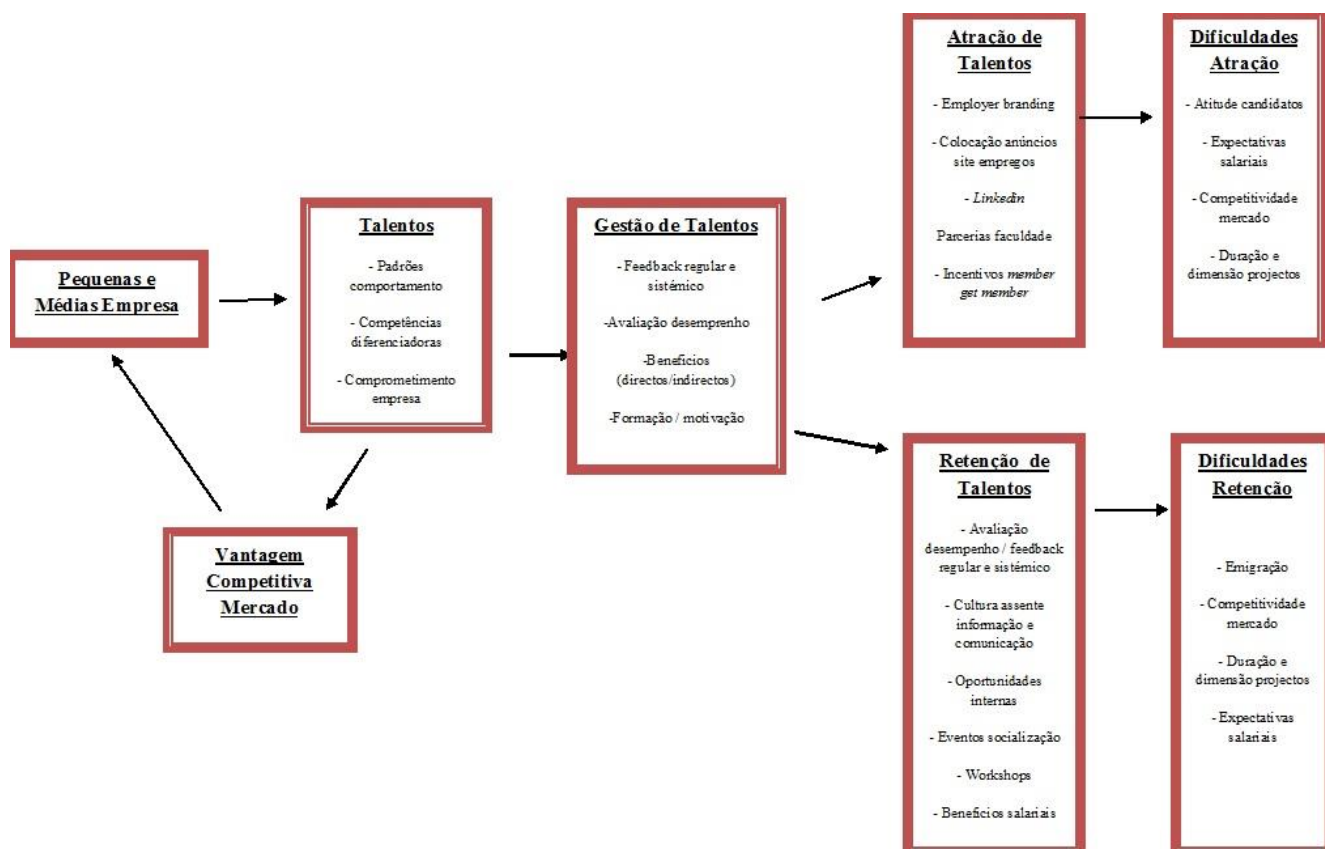 Pequenas e
Médias Empresa
Talentos
- Padrões
comportamento
- Competências
diferenciadoras
- Comprometimento
empresa
Vantagem
Competitiva
Mercado
Gestão de Talentos
- Feedback regular e
sistémico
-Avaliação desemprenho
-Beneficios
(directos/indirectos)
-Formação / motivação
Atração de
Talentos
- Employer branding
- Colocação anúncios
site empregos
- Linkedin
Parcerias faculdade
- Incentivos member
get member
Dificuldades
Atração
- Atitude candidatos
- Expectativas
salariais
- Competitividade
mercado
- Duração e
dimensão projectos
Retenção de
Talentos
- Avaliação
desempenho / feedback
regular e sistémico
- Cultura assente
informação e
comunicação
- Oportunidades
internas
- Eventos socialização
- Workshops
- Beneficios salariais
Dificuldades
Retenção
- Emigração
- Competitividade
mercado
- Duração e
dimensão projectos
- Expectativas
salariais